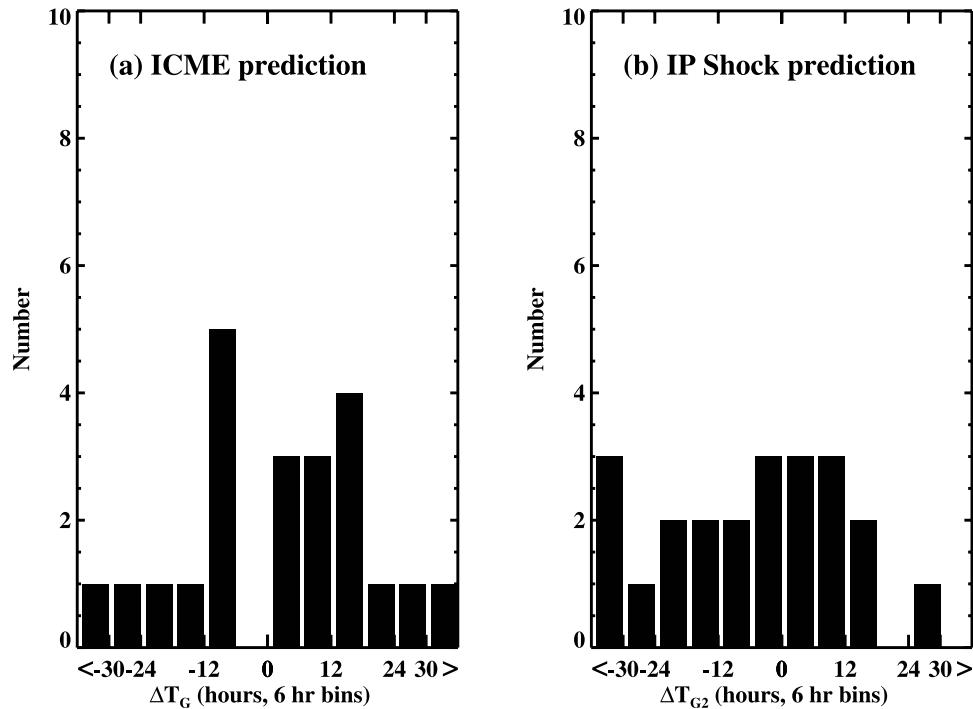 (a) ICME prediction
Number
10
8
6
4
2
0
<-30 -24 -12 0 12 24 30 >
ΔT_G (hours, 6 hr bins)
(b) IP Shock prediction
Number
10
8
6
4
2
0
<-30 -24 -12 0 12 24 30 >
ΔT_G2 (hours, 6 hr bins)